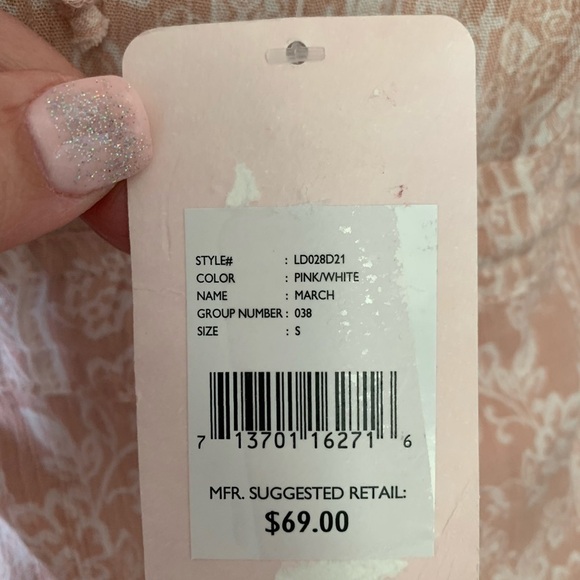 STYLE# : LD028D21
COLOR : PINK/WHITE
NAME : MARCH
GROUP NUMBER : 038
SIZE : S
7 13701 16271 6
MFR. SUGGESTED RETAIL:
$69.00